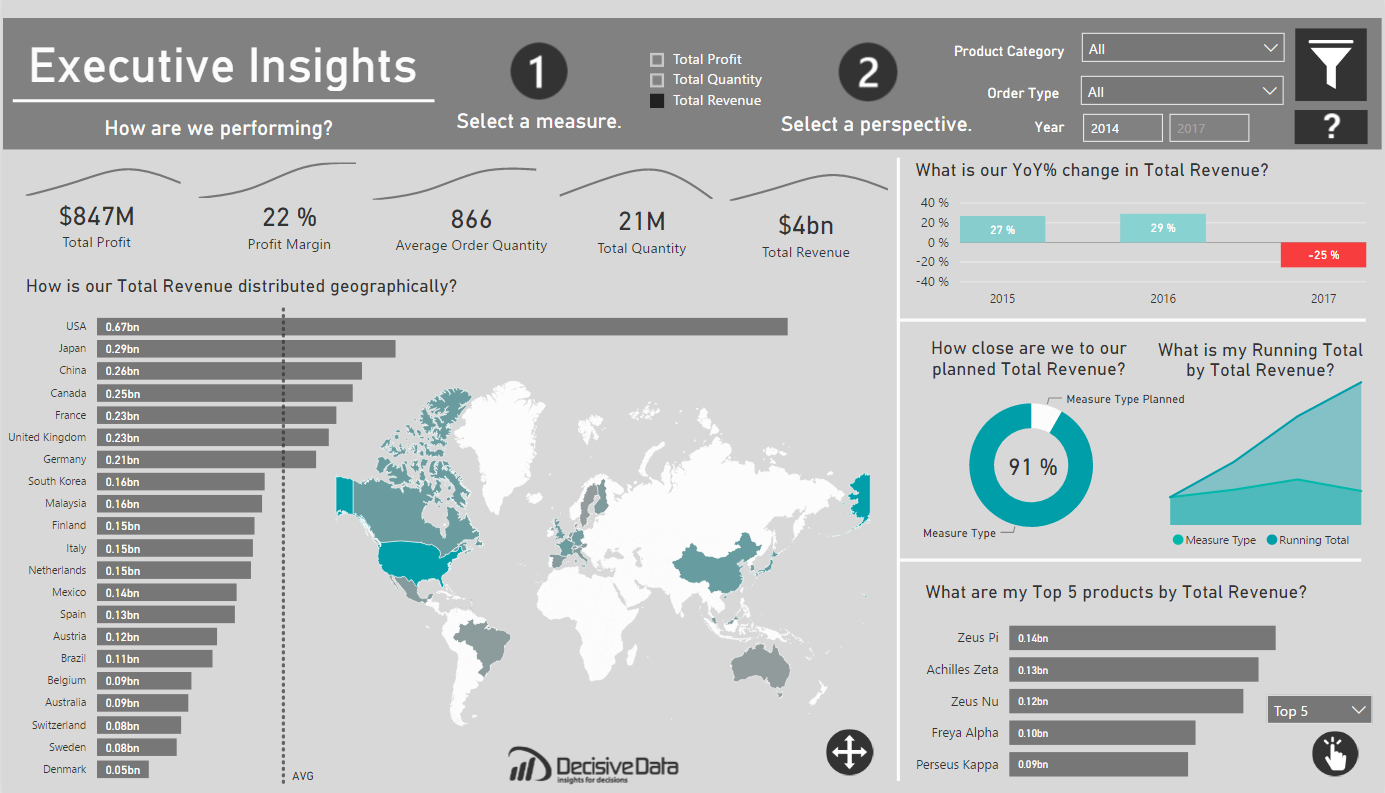 Executive Insights
How are we performing?
1
Select a measure.
Total Profit
Total Quantity
Total Revenue
2
Select a perspective.
Product Category
All
Order Type
All
Year
2014
2017
?
$847M
Total Profit
22 %
Profit Margin
866
Average Order Quantity
21M
Total Quantity
$4bn
Total Revenue
How is our Total Revenue distributed geographically?
USA 0.67bn
Japan 0.29bn
China 0.26bn
Canada 0.25bn
France 0.23bn
United Kingdom 0.23bn
Germany 0.21bn
South Korea 0.16bn
Malaysia 0.16bn
Finland 0.15bn
Italy 0.15bn
Netherlands 0.15bn
Mexico 0.14bn
Spain 0.13bn
Austria 0.12bn
Brazil 0.11bn
Belgium 0.09bn
Australia 0.09bn
Switzerland 0.08bn
Sweden 0.08bn
Denmark 0.05bn
AVG
DecisiveData
insights for decisions
What is our YoY% change in Total Revenue?
40 %
20 %
0 %
-20 %
-40 %
27 %
29 %
-25 %
2015
2016
2017
How close are we to our
planned Total Revenue?
Measure Type Planned
91 %
Measure Type
What is my Running Total
by Total Revenue?
Measure Type
Running Total
What are my Top 5 products by Total Revenue?
Zeus Pi 0.14bn
Achilles Zeta 0.13bn
Zeus Nu 0.12bn
Freya Alpha 0.10bn
Perseus Kappa 0.09bn
Top 5